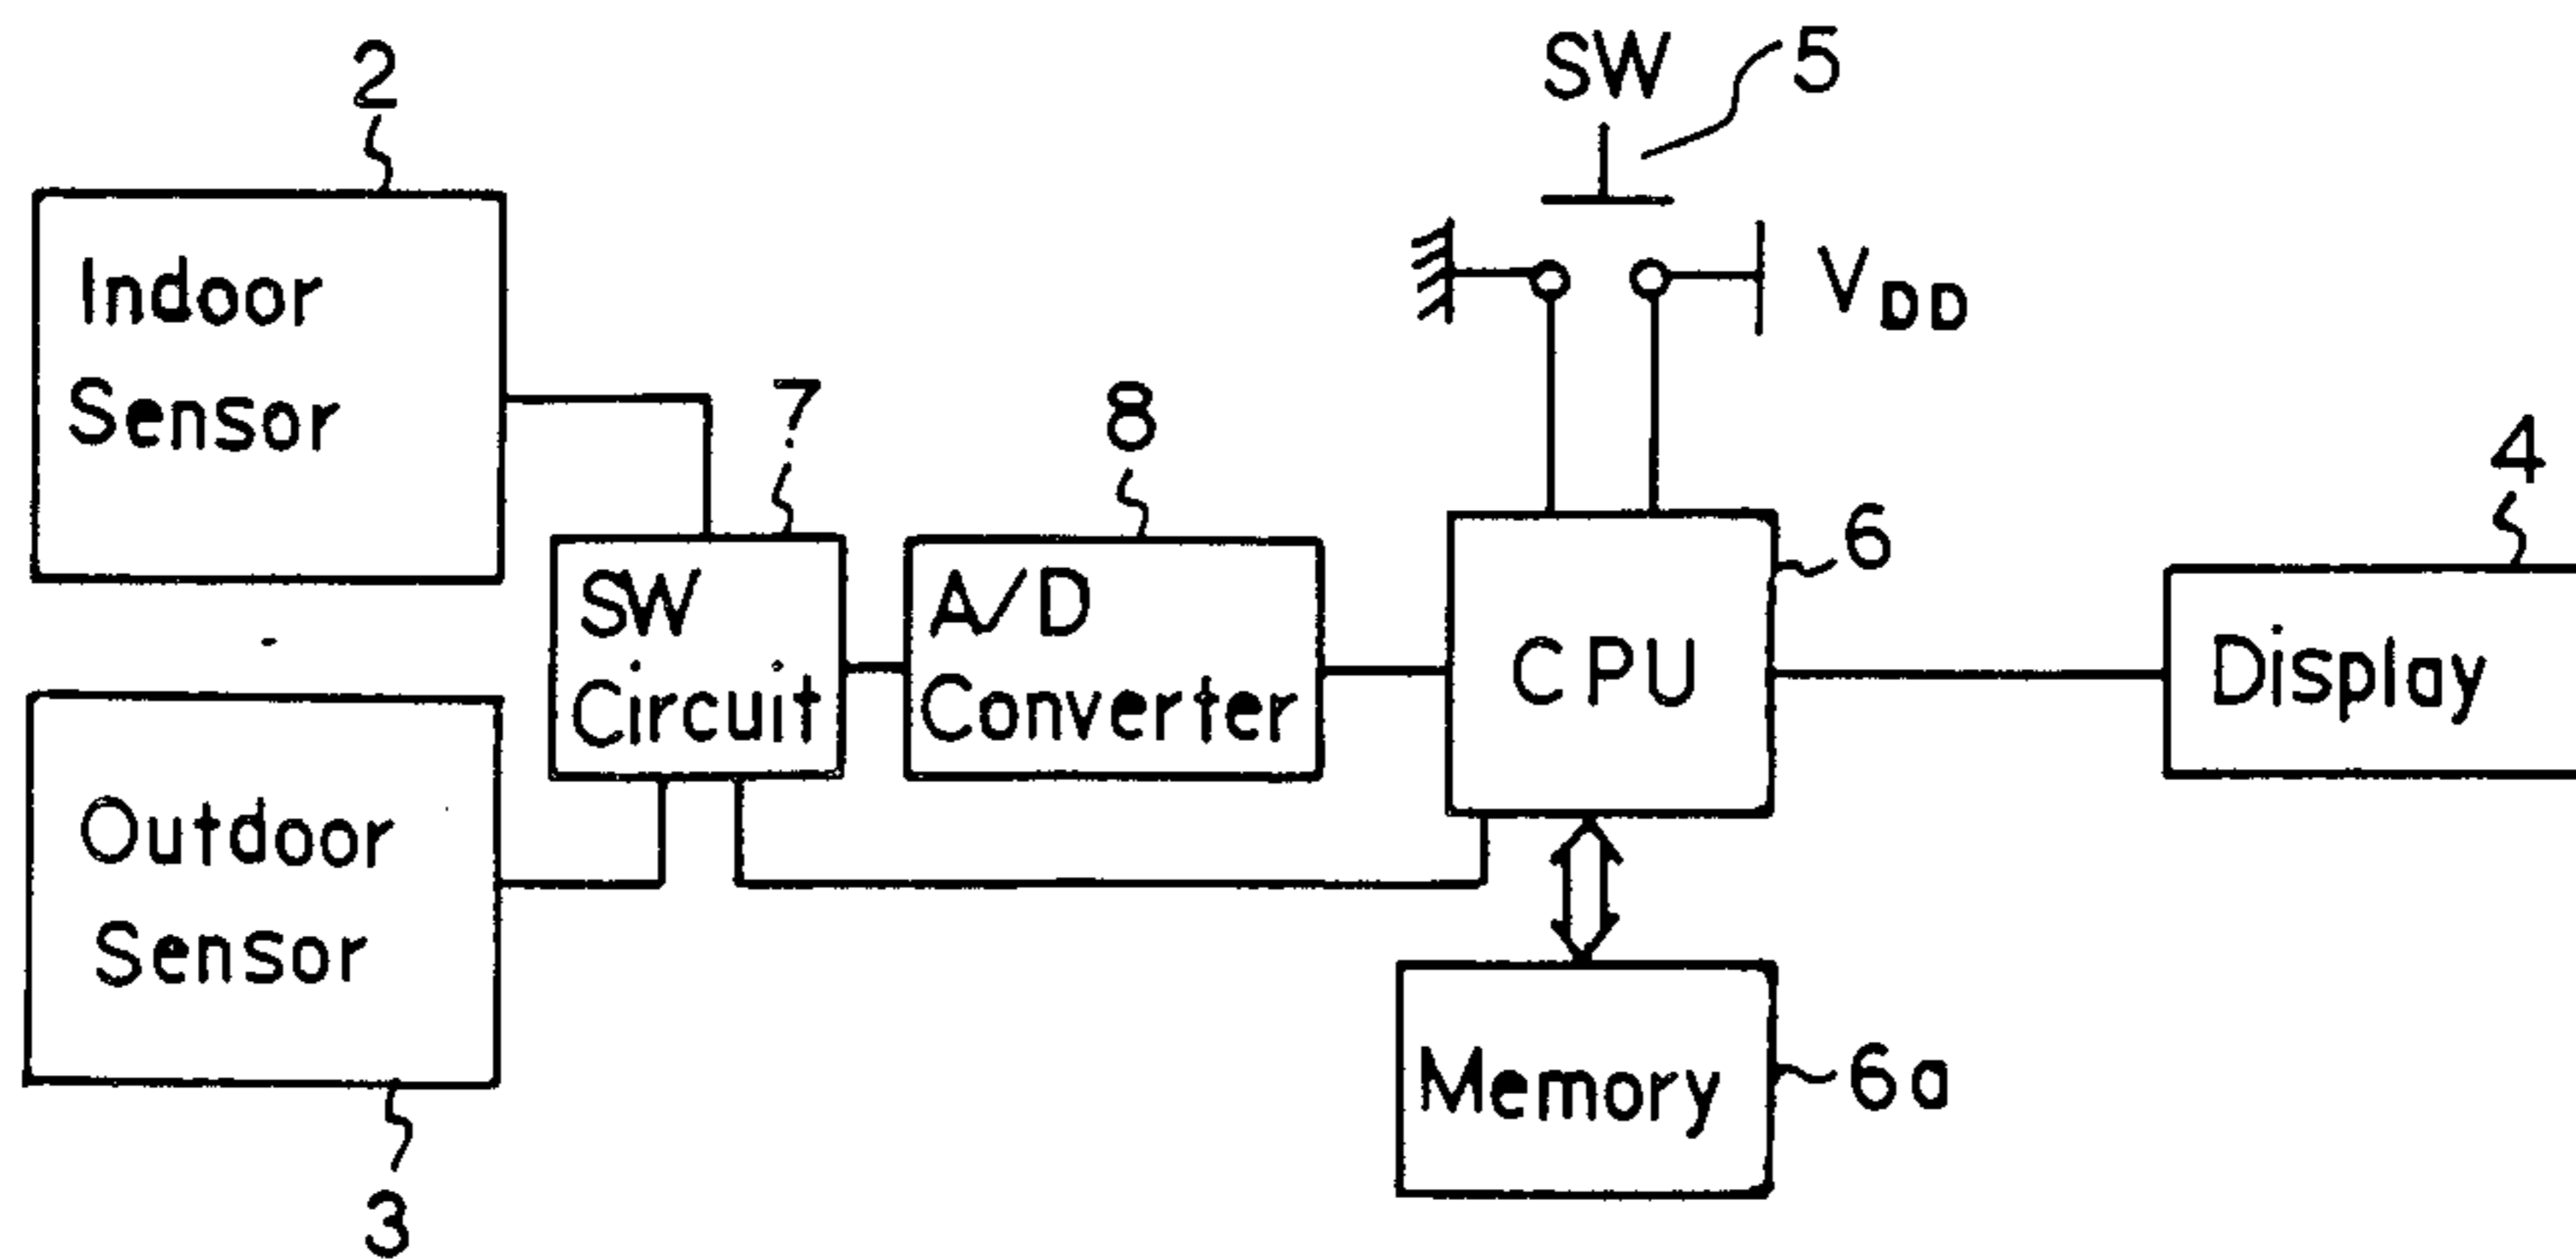 2
SW
5
Indoor
Sensor
V DD
7
8
4
6
SW
Circuit
A/D
Converter
CPU
Display
Outdoor
Sensor
Memory
6a
3